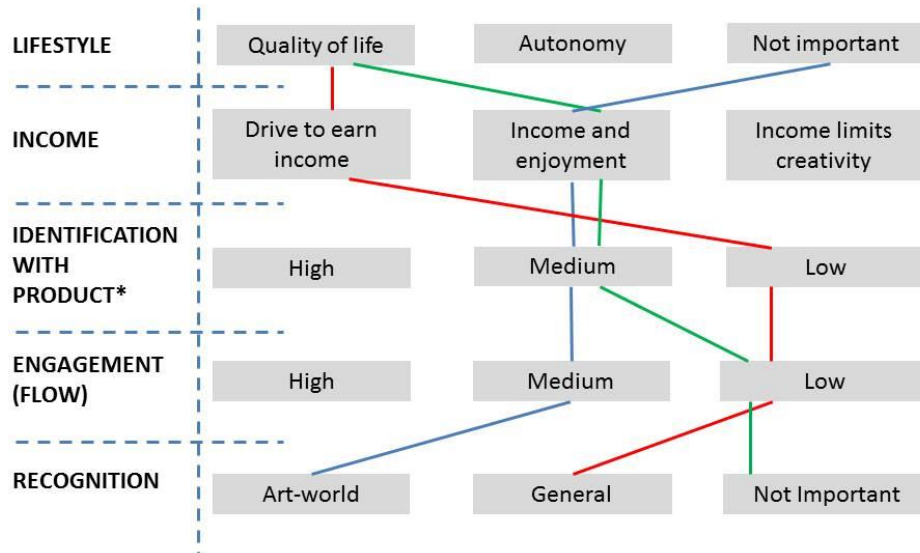 LIFESTYLE
Quality of life
Autonomy
Not important
INCOME
Drive to earn
income
Income and
enjoyment
Income limits
creativity
IDENTIFICATION
WITH
PRODUCT*
High
Medium
Low
ENGAGEMENT
(FLOW)
High
Medium
Low
RECOGNITION
Art-world
General
Not Important